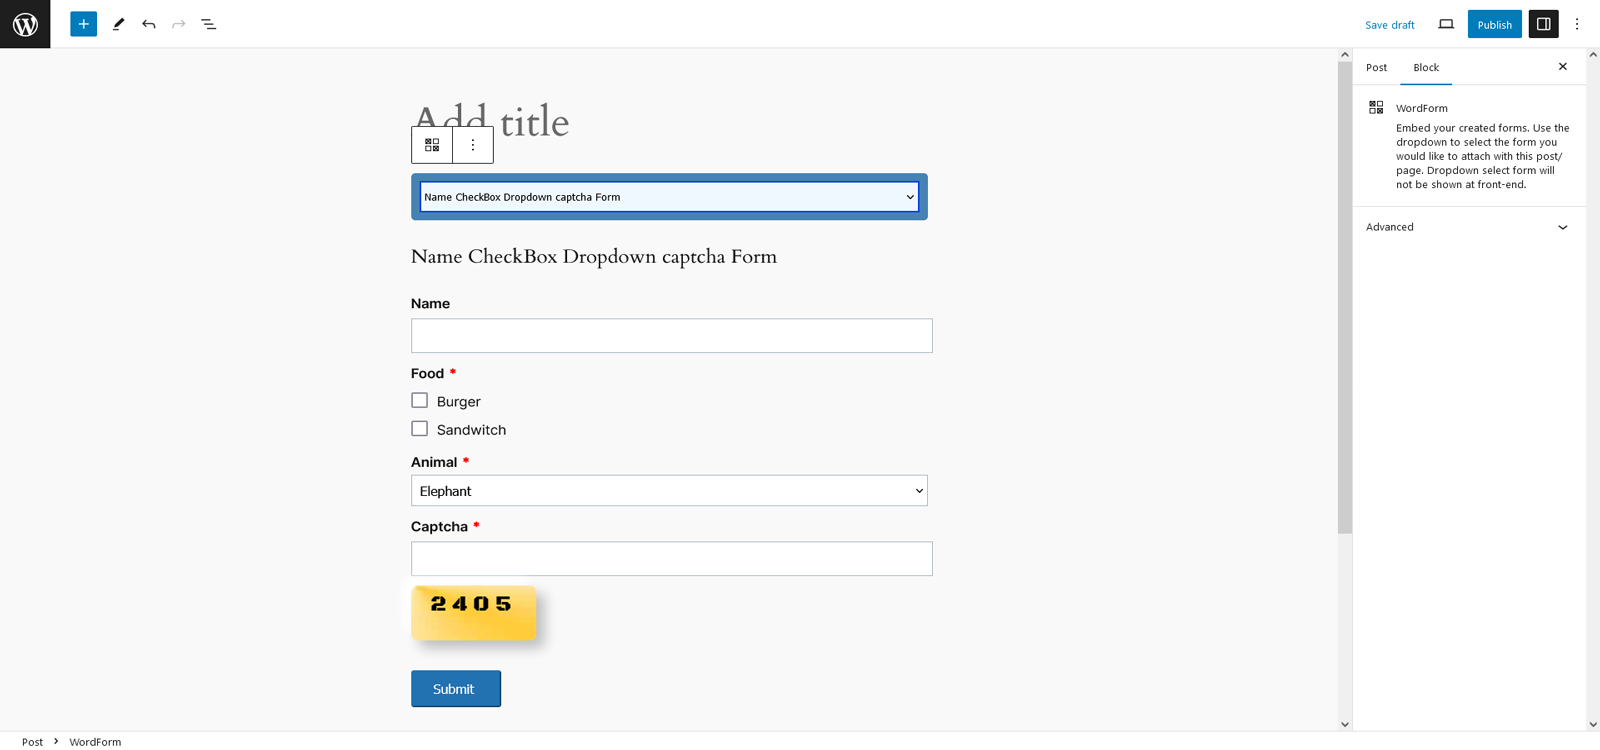 Save draft
Publish
Add title
Name CheckBox Dropdown captcha Form
Name CheckBox Dropdown captcha Form
Name
Food *
Burger
Sandwitch
Animal *
Elephant
Captcha *
2405
Submit
Post Block
WordForm
Embed your created forms. Use the
dropdown to select the form you
would like to attach with this post/
page. Dropdown select form will
not be shown at front-end.
Advanced
Post > WordForm